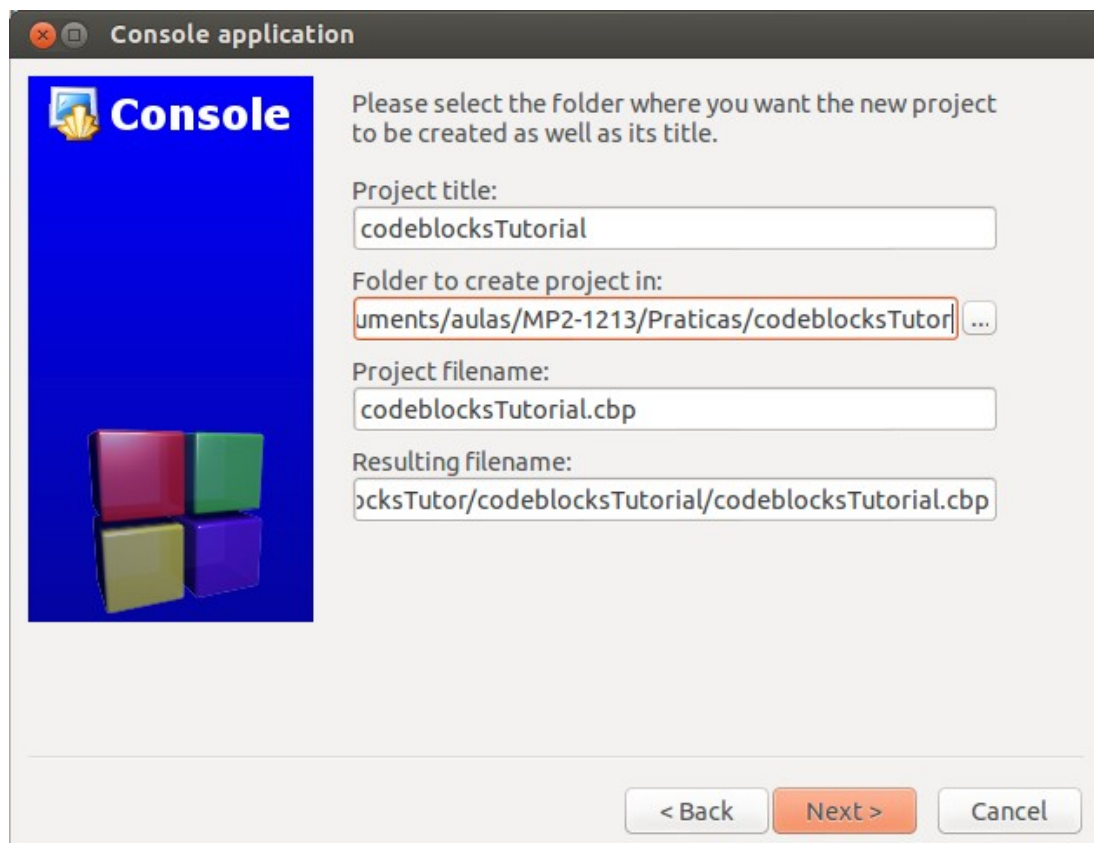 Console application
Console
Please select the folder where you want the new project
to be created as well as its title.
Project title:
codeblocksTutorial
Folder to create project in:
uments/aulas/MP2-1213/Praticas/codeblocksTutor
...
Project filename:
codeblocksTutorial.cbp
Resulting filename:
ocksTutor/codeblocksTutorial/codeblocksTutorial.cbp
< Back
Next >
Cancel